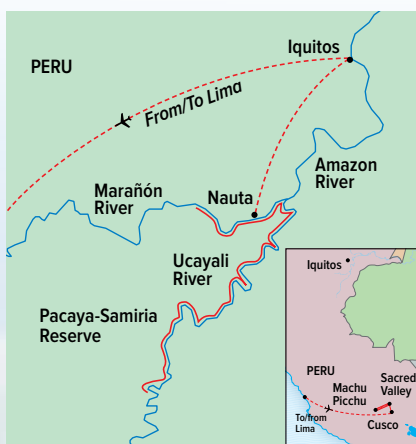 Iquitos
PERU
From/To Lima
Amazon
River
Marañón
River
Nauta
Ucayali
River
Pacaya-Samiria
Reserve
Iquitos
PERU
Machu
Picchu
Sacred
Valley
To/from
Lima
Cusco